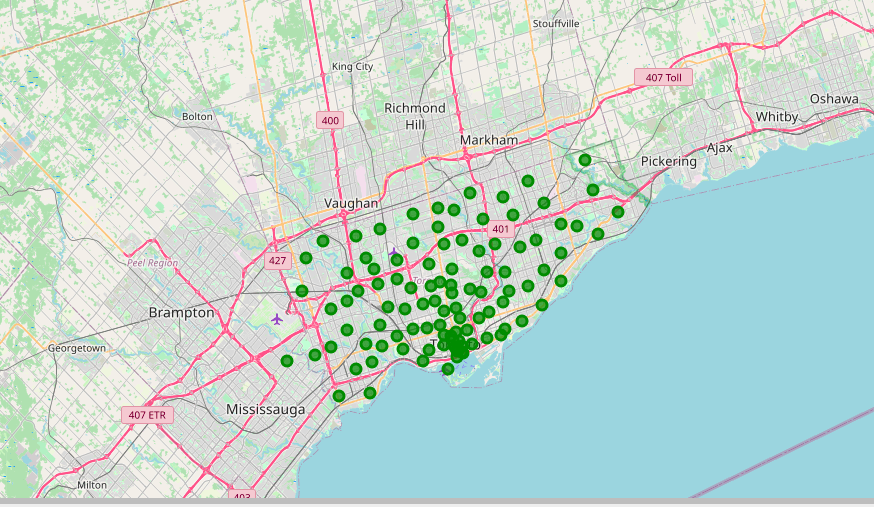 Stouffville
King City
407 Toll
Oshawa
Bolton
400
Richmond
Hill
Whitby
Markham
Ajax
Pickering
Vaughan
401
427
Peel Region
Brampton
Georgetown
Mississauga
407 ETR
Milton
403